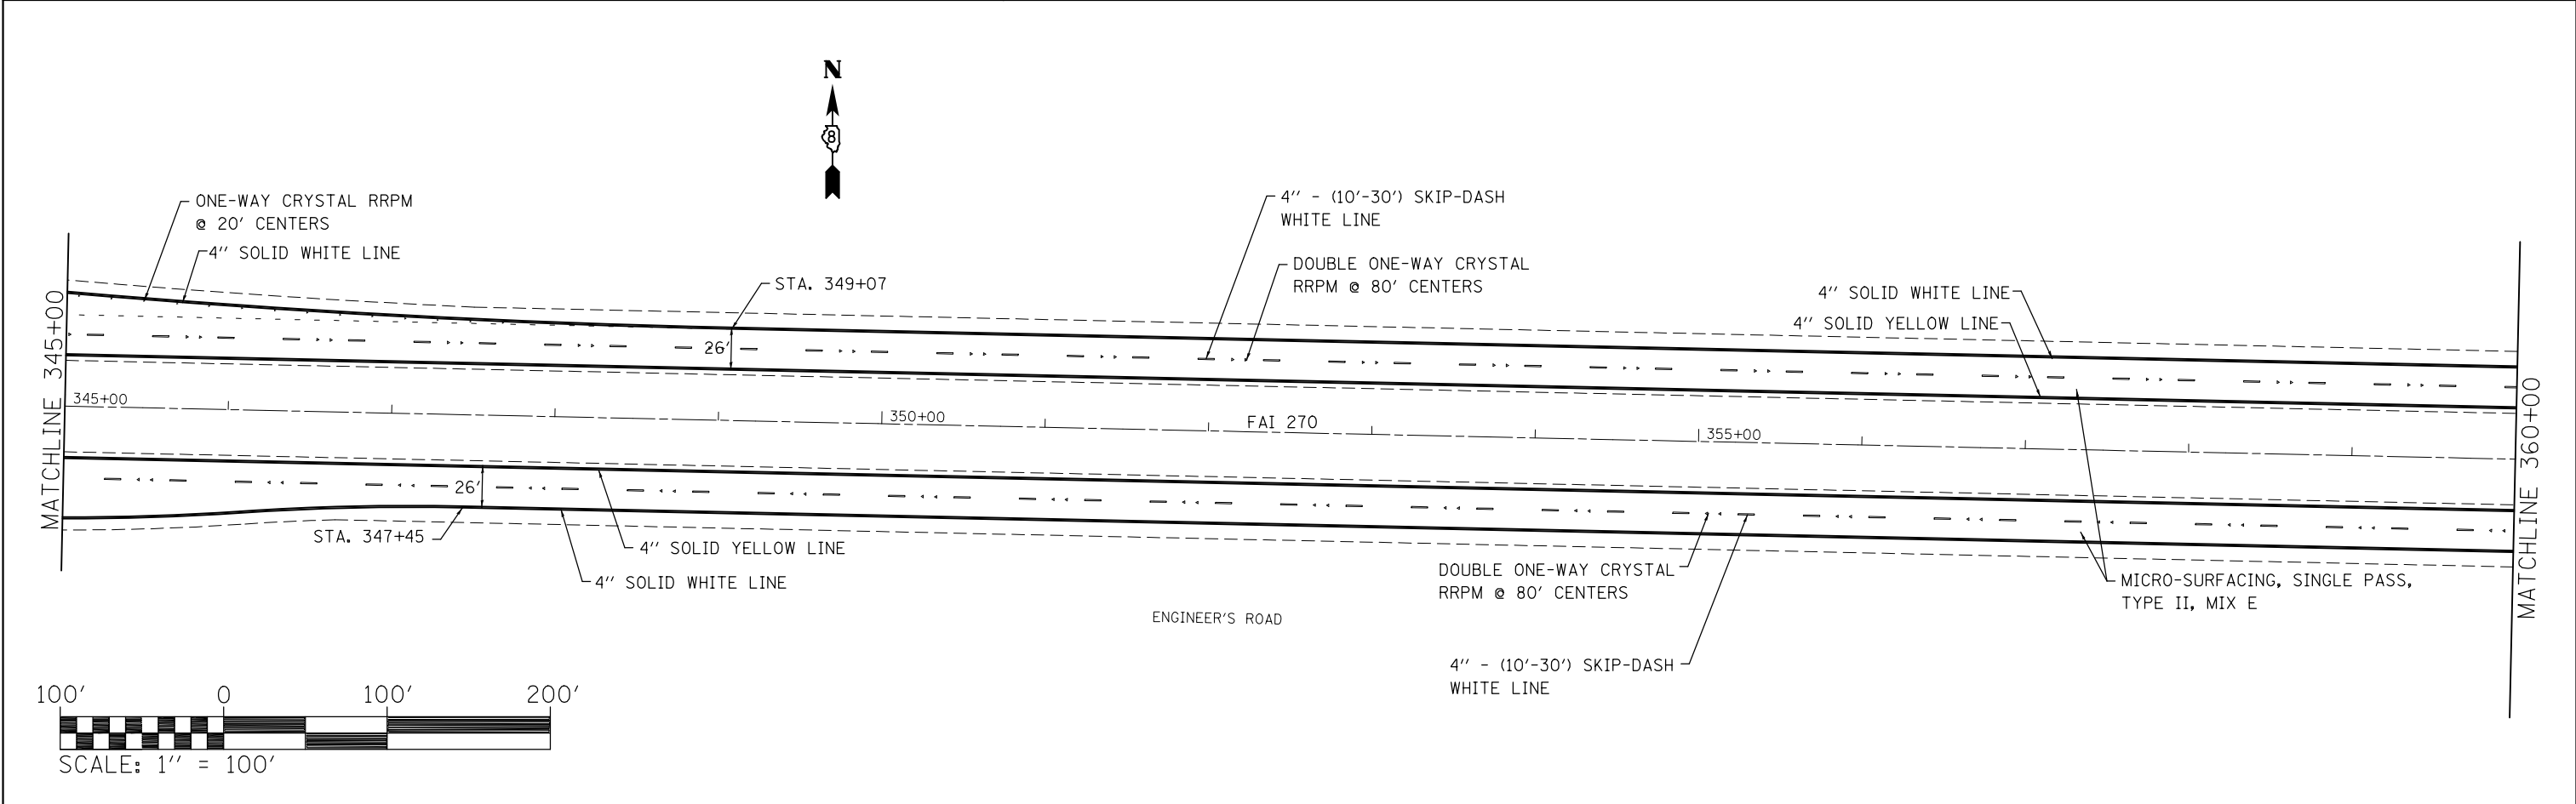 N
8
ONE-WAY CRYSTAL RRPM
@ 20' CENTERS
4" SOLID WHITE LINE
STA. 349+07
26'
4" - (10'-30') SKIP-DASH
WHITE LINE
DOUBLE ONE-WAY CRYSTAL
RRPM @ 80' CENTERS
4" SOLID WHITE LINE
4" SOLID YELLOW LINE
MATCHLINE 345+00
345+00
350+00
FAI 270
355+00
MATCHLINE 360+00
26'
STA. 347+45
4" SOLID YELLOW LINE
4" SOLID WHITE LINE
DOUBLE ONE-WAY CRYSTAL
RRPM @ 80' CENTERS
MICRO-SURFACING, SINGLE PASS,
TYPE II, MIX E
ENGINEER'S ROAD
4" - (10'-30') SKIP-DASH
WHITE LINE
100' 0 100' 200'
SCALE: 1" = 100'